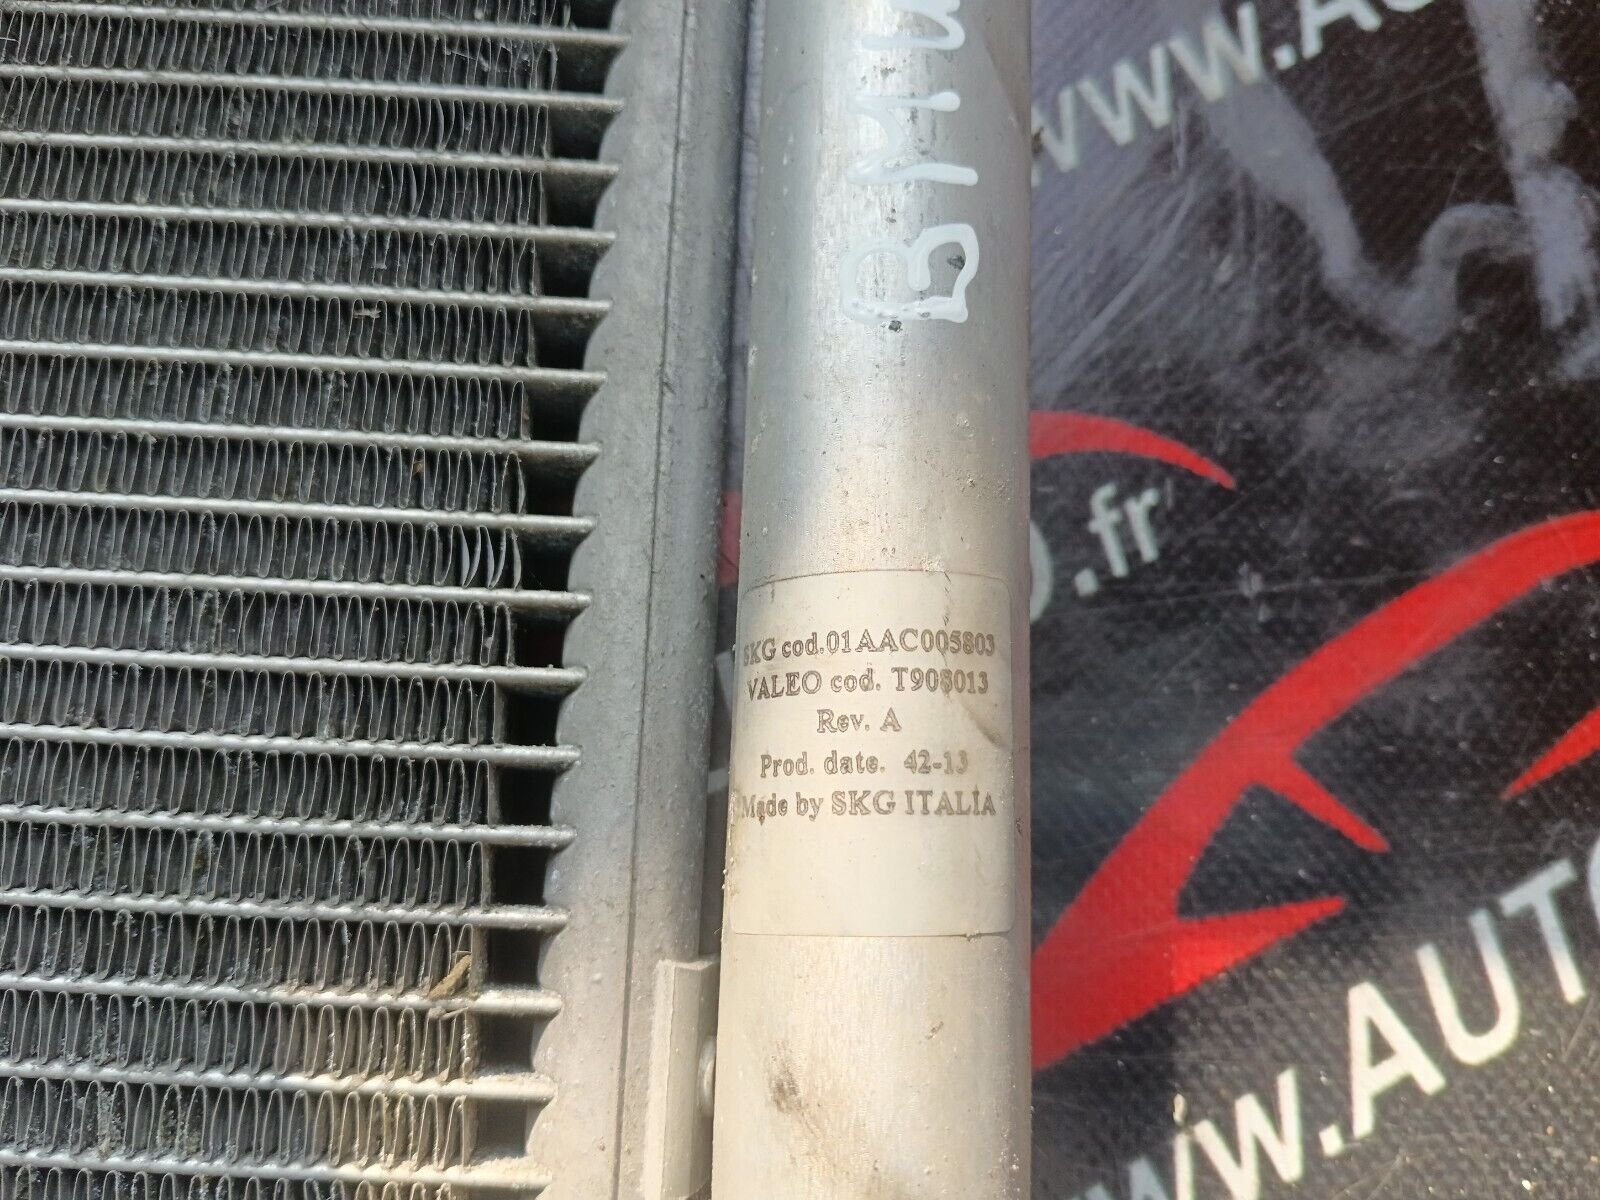 BMW
www.A
.fr
SKG cod.01AAC005803
VALEO cod. T908013
Rev. A
Prod. date. 42-13
Made by SKG ITALIA
www.AUTO